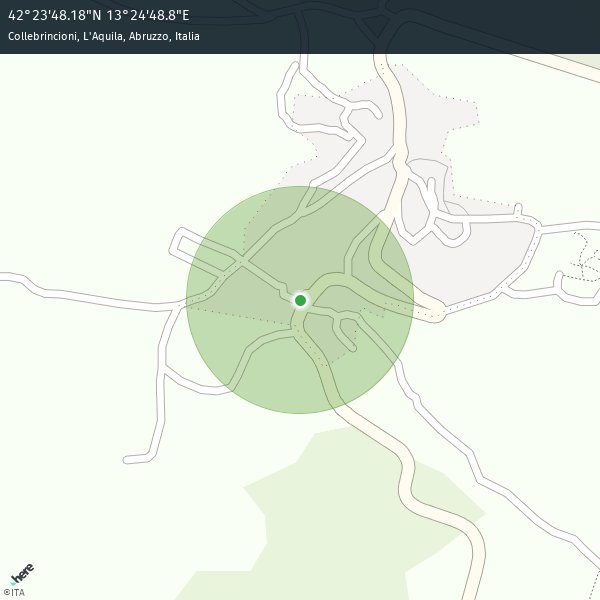 42°23'48.18"N 13°24'48.8"E
Collebrincioni, L'Aquila, Abruzzo, Italia
here
©ITA